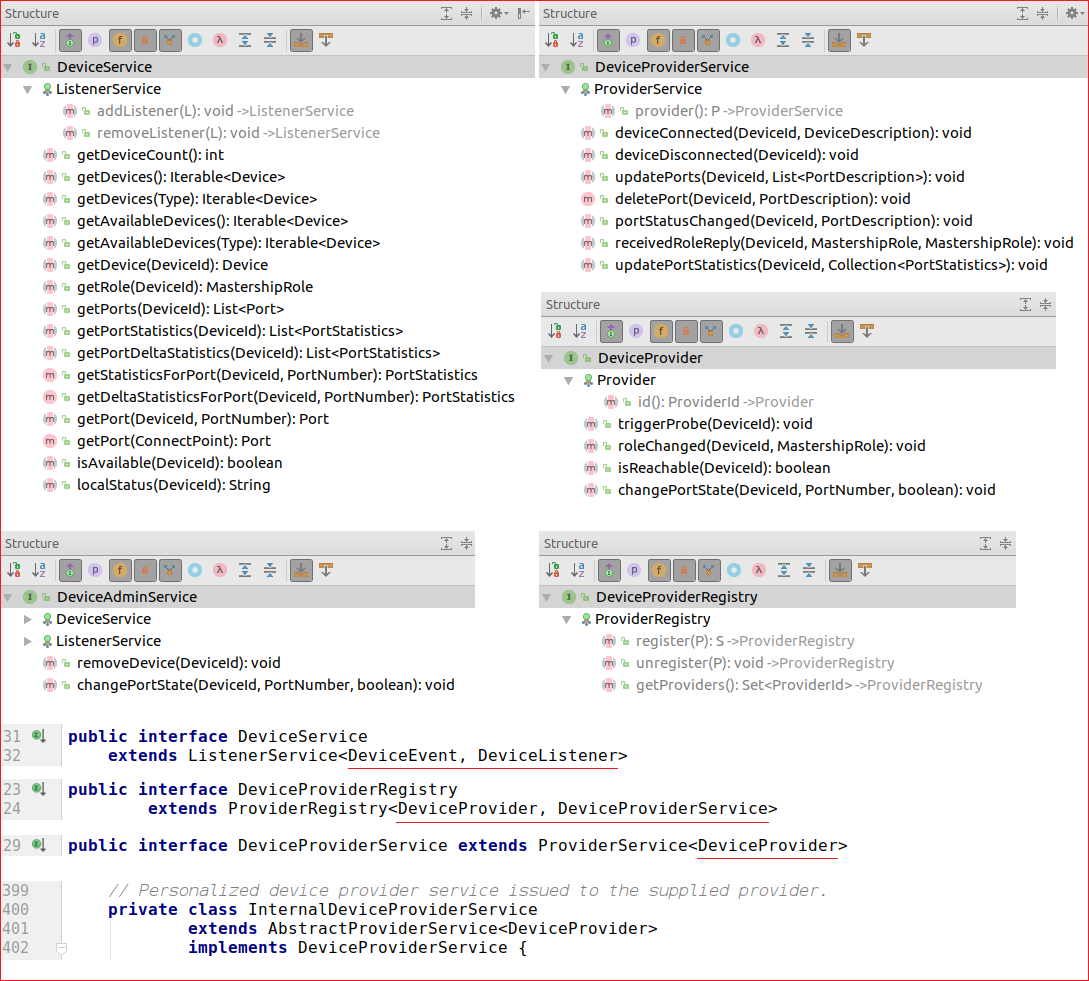 Structure
DeviceService
ListenerService
addListener(L): void ->ListenerService
removeListener(L): void ->ListenerService
getDeviceCount(): int
getDevices(): Iterable<Device>
getDevices(Type): Iterable<Device>
getAvailableDevices(): Iterable<Device>
getAvailableDevices(Type): Iterable<Device>
getDevice(DeviceId): Device
getRole(DeviceId): MastershipRole
getPorts(DeviceId): List<Port>
getPortStatistics(DeviceId): List<PortStatistics>
getPortDeltaStatistics(DeviceId): List<PortStatistics>
getStatisticsForPort(DeviceId, PortNumber): PortStatistics
getDeltaStatisticsForPort(DeviceId, PortNumber): PortStatistics
getPort(DeviceId, PortNumber): Port
getPort(ConnectPoint): Port
isAvailable(DeviceId): boolean
localStatus(DeviceId): String
Structure
DeviceProviderService
ProviderService
provider(): P ->ProviderService
deviceConnected(DeviceId, DeviceDescription): void
deviceDisconnected(DeviceId): void
updatePorts(DeviceId, List<PortDescription>): void
deletePort(DeviceId, PortDescription): void
portStatusChanged(DeviceId, PortDescription): void
receivedRoleReply(DeviceId, MastershipRole, MastershipRole): void
updatePortStatistics(DeviceId, Collection<PortStatistics>): void
Structure
DeviceProvider
Provider
id(): ProviderId ->Provider
triggerProbe(DeviceId): void
roleChanged(DeviceId, MastershipRole): void
isReachable(DeviceId): boolean
changePortState(DeviceId, PortNumber, boolean): void
Structure
DeviceAdminService
DeviceService
ListenerService
removeDevice(DeviceId): void
changePortState(DeviceId, PortNumber, boolean): void
Structure
DeviceProviderRegistry
ProviderRegistry
register(P): S ->ProviderRegistry
unregister(P): void ->ProviderRegistry
getProviders(): Set<ProviderId> ->ProviderRegistry
31 public interface DeviceService
32 extends ListenerService<DeviceEvent, DeviceListener>
23 public interface DeviceProviderRegistry
24 extends ProviderRegistry<DeviceProvider, DeviceProviderService>
29 public interface DeviceProviderService extends ProviderService<DeviceProvider>
399 // Personalized device provider service issued to the supplied provider.
400 private class InternalDeviceProviderService
401 extends AbstractProviderService<DeviceProvider>
402 implements DeviceProviderService {